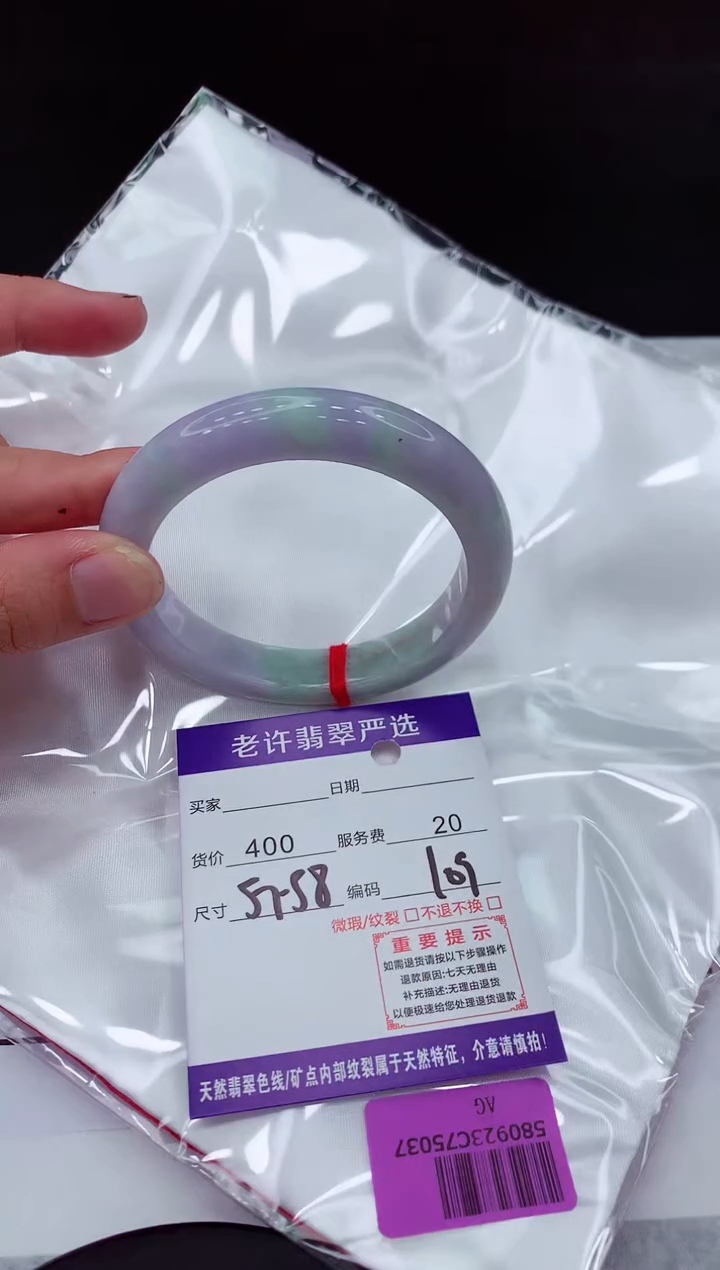 老许翡翠严选
买家 日期
货价 400 服务费 20
尺寸 57-58 编码 109
微瑕/纹裂 不退不换
重要提示
如需退货请按以下步骤操作
退款原因:七天无理由
补充描述:无理由退货
以便极速给您处理退货退款
天然翡翠色线/矿点内部纹裂属于天然特征，介意请慎拍！
AG
580923C75037